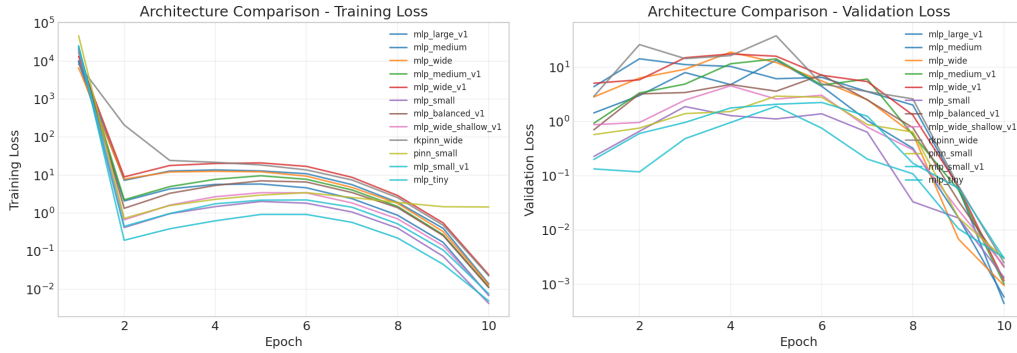 Architecture Comparison - Training Loss
10^5
10^4
10^3
10^2
10^1
10^0
10^−1
10^−2
Training Loss
2
4
6
8
10
Epoch
mlp_large_v1
mlp_medium
mlp_wide
mlp_medium_v1
mlp_wide_v1
mlp_small
mlp_balanced_v1
mlp_wide_shallow_v1
rkpinn_wide
pinn_small
mlp_small_v1
mlp_tiny
Architecture Comparison - Validation Loss
10^1
10^0
10^−1
10^−2
10^−3
Validation Loss
2
4
6
8
10
Epoch
mlp_large_v1
mlp_medium
mlp_wide
mlp_medium_v1
mlp_wide_v1
mlp_small
mlp_balanced_v1
mlp_wide_shallow_v1
rkpinn_wide
pinn_small
mlp_small_v1
mlp_tiny